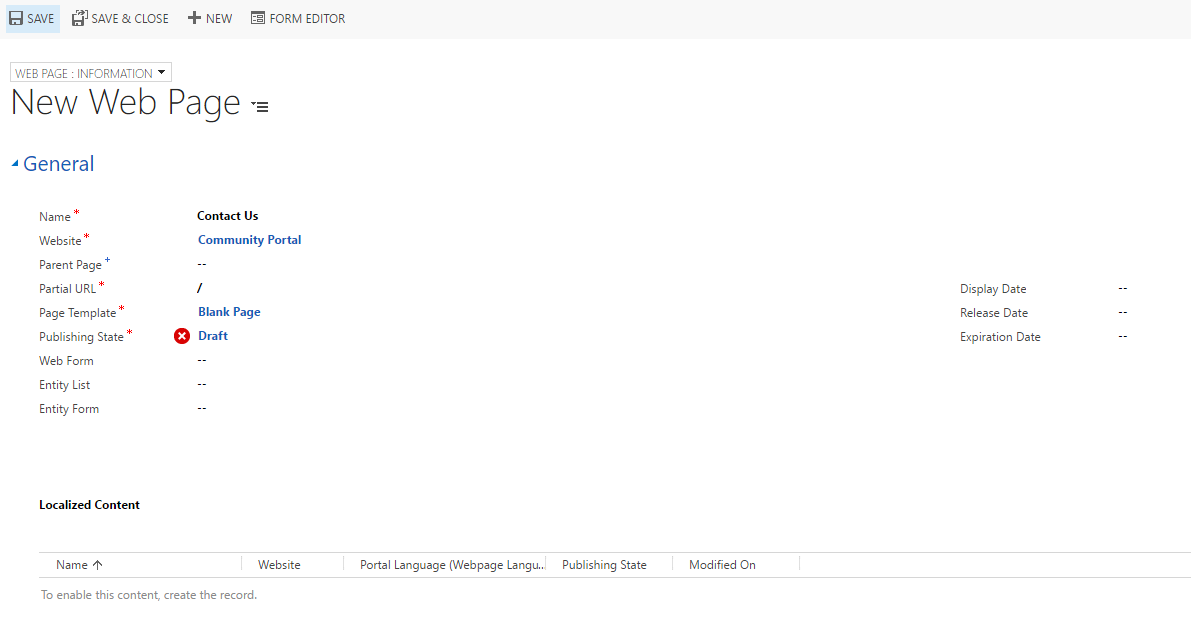 SAVE SAVE & CLOSE NEW FORM EDITOR
WEB PAGE : INFORMATION
New Web Page
General
Name* Contact Us
Website* Community Portal
Parent Page+ --
Partial URL* / Display Date --
Page Template* Blank Page Release Date --
Publishing State* Draft Expiration Date --
Web Form --
Entity List --
Entity Form --
Localized Content
Name Website Portal Language (Webpage Langu... Publishing State Modified On
To enable this content, create the record.